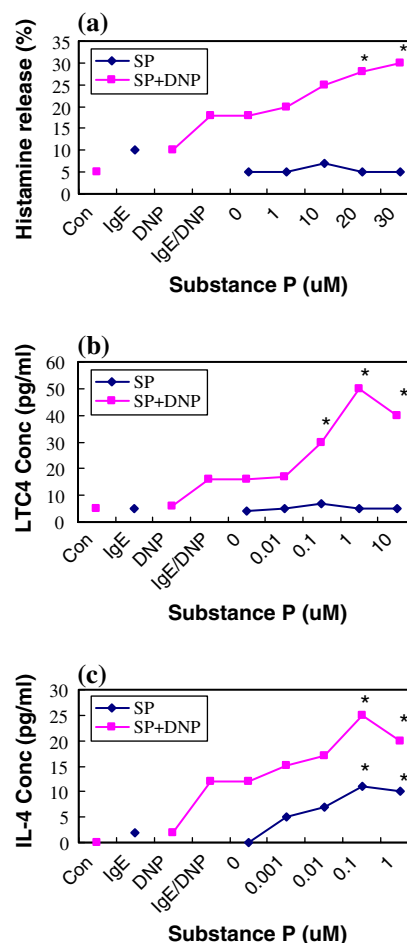 (a)
Histamine release (%)
35
30
25
20
15
10
5
0
SP
SP+DNP
*
*
Con
IgE
DNP
IgE/DNP
0
1
10
20
30
Substance P (uM)
(b)
LTC4 Conc (pg/ml)
60
50
40
30
20
10
0
SP
SP+DNP
*
*
*
Con
IgE
DNP
IgE/DNP
0
0.01
0.1
1
10
Substance P (uM)
(c)
IL-4 Conc (pg/ml)
30
25
20
15
10
5
0
SP
SP+DNP
*
*
*
*
Con
IgE
DNP
IgE/DNP
0
0.001
0.01
0.1
1
Substance P (uM)